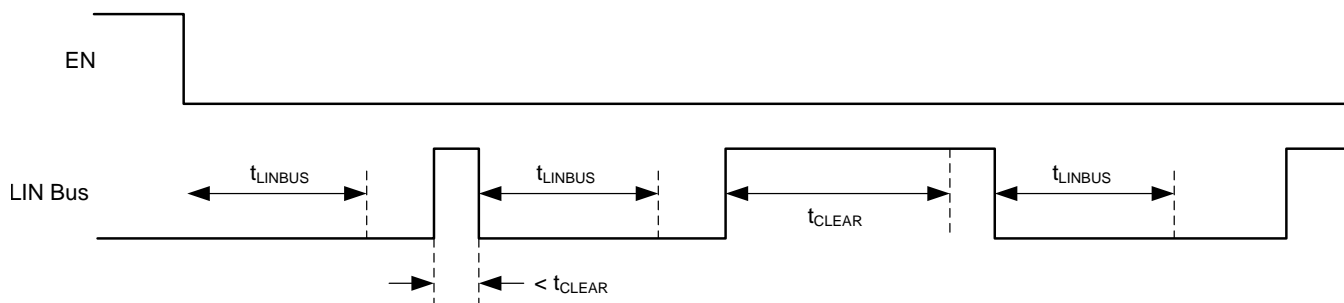 EN
LIN Bus
tLINBUS
tLINBUS
tCLEAR
tLINBUS
< tCLEAR